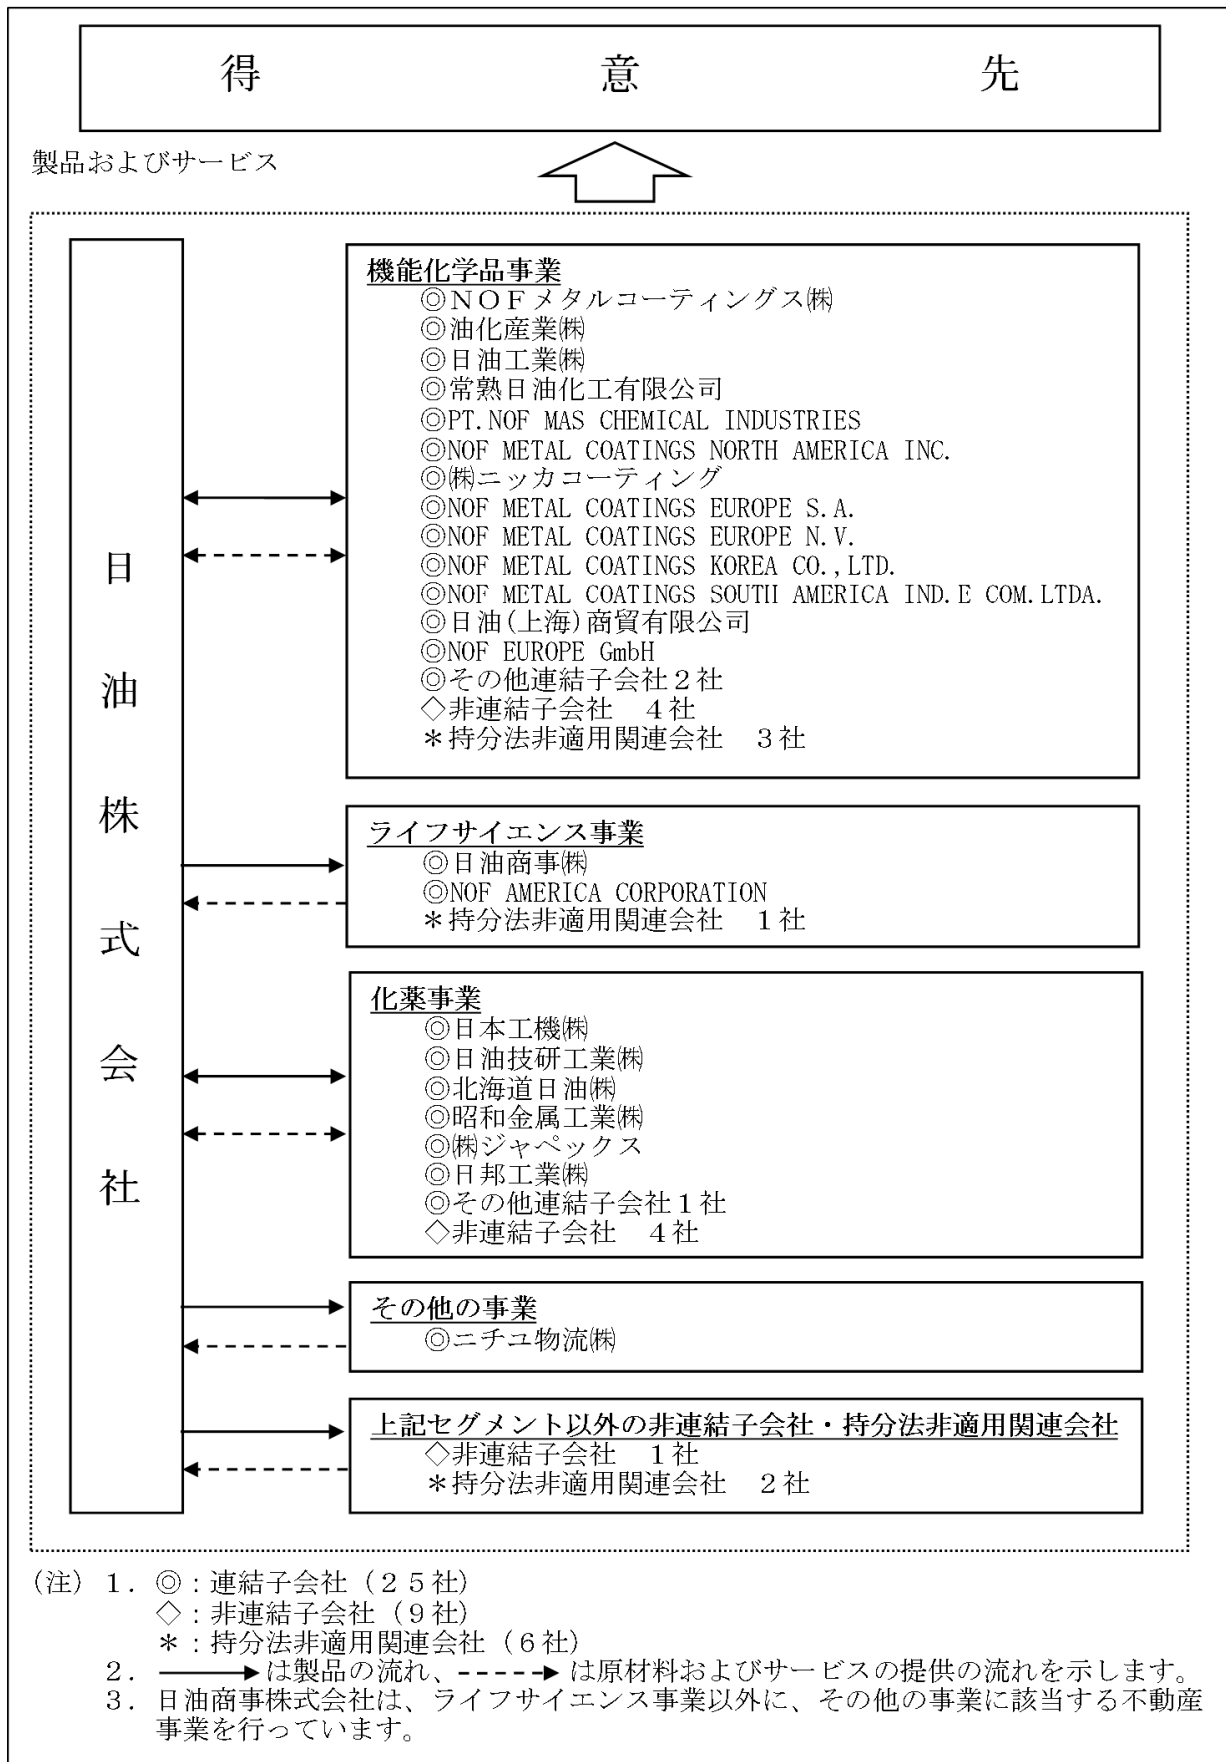 得意先
製品およびサービス
日油株式会社
機能化学品事業
◎ＮＯＦメタルコーティングス㈱
◎油化産業㈱
◎日油工業㈱
◎常熟日油化工有限公司
◎PT.NOF MAS CHEMICAL INDUSTRIES
◎NOF METAL COATINGS NORTH AMERICA INC.
◎㈱ニッカコーティング
◎NOF METAL COATINGS EUROPE S.A.
◎NOF METAL COATINGS EUROPE N.V.
◎NOF METAL COATINGS KOREA CO.,LTD.
◎NOF METAL COATINGS SOUTH AMERICA IND.E COM.LTDA.
◎日油(上海)商貿有限公司
◎NOF EUROPE GmbH
◎その他連結子会社２社
◇非連結子会社　４社
＊持分法非適用関連会社　３社
ライフサイエンス事業
◎日油商事㈱
◎NOF AMERICA CORPORATION
＊持分法非適用関連会社　１社
化薬事業
◎日本工機㈱
◎日油技研工業㈱
◎北海道日油㈱
◎昭和金属工業㈱
◎㈱ジャペックス
◎日邦工業㈱
◎その他連結子会社１社
◇非連結子会社　４社
その他の事業
◎ニチユ物流㈱
上記セグメント以外の非連結子会社・持分法非適用関連会社
◇非連結子会社　１社
＊持分法非適用関連会社　２社
（注）１．◎：連結子会社（２５社）
◇：非連結子会社（９社）
＊：持分法非適用関連会社（６社）
２．は製品の流れ、は原材料およびサービスの提供の流れを示します。
３．日油商事株式会社は、ライフサイエンス事業以外に、その他の事業に該当する不動産
事業を行っています。